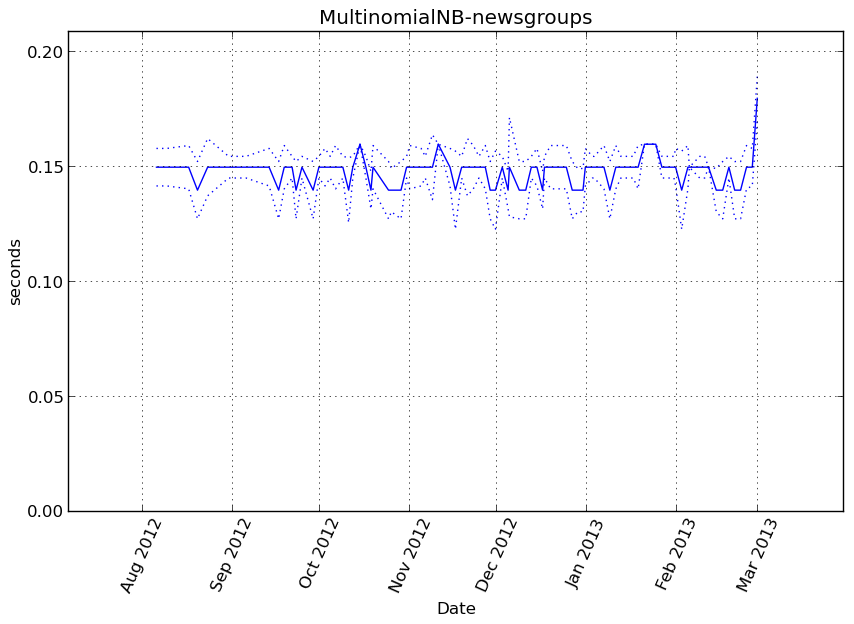 MultinomialNB-newsgroups
0.20
0.15
0.10
0.05
0.00
seconds
Aug 2012
Sep 2012
Oct 2012
Nov 2012
Dec 2012
Jan 2013
Feb 2013
Mar 2013
Date